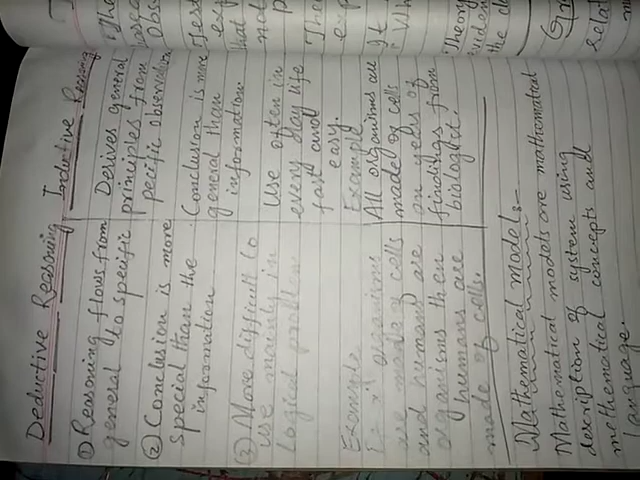 Deductive Reasoning
① Reasoning flows from
general to specific
② Conclusion is more
special than the
information
③ More difficult to
use mainly in
logical problem
Example
organisms
are made of cells
and humans are
organisms then
humans are
made of cells.
Inductive Reasoning
Derives general
principles from
specific observation
Conclusion is more
general than
information.
Use often in
every day life
fast and
easy.
Example
All organisms are
made of cells
on years of
findings from
biologist.
Mathematical models:-
Mathematical models are mathematical
description of system using
mathematical concepts and
language.